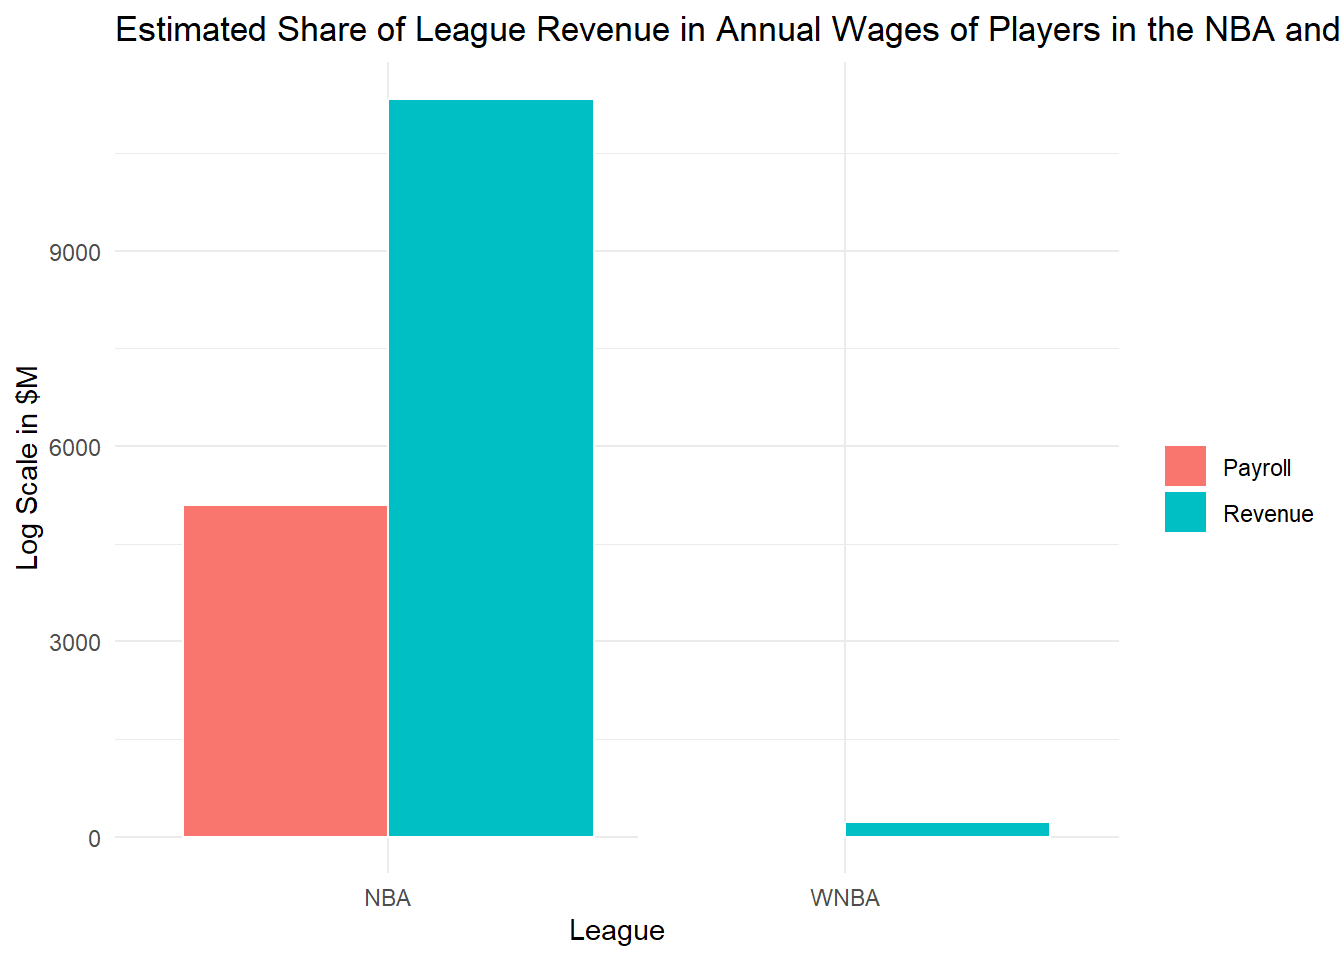 Estimated Share of League Revenue in Annual Wages of Players in the NBA and
Log Scale in $M
9000
6000
3000
0
NBA
WNBA
League
Payroll
Revenue